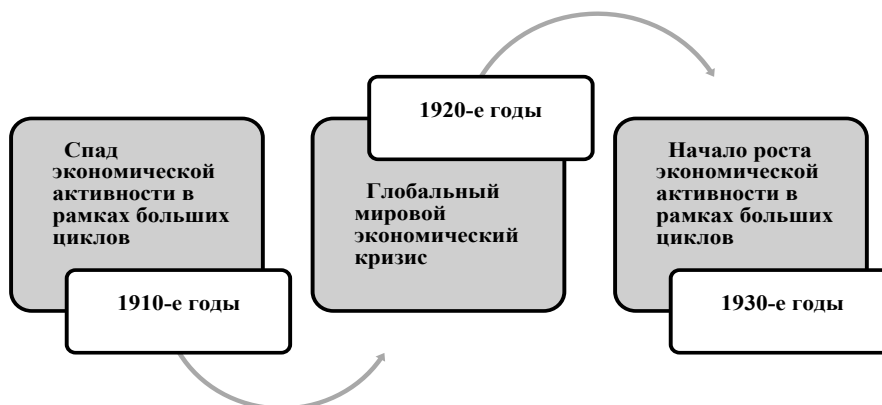 Спад
экономической
активности в
рамках больших
циклов
1910-е годы
1920-е годы
Глобальный
мировой
экономический
кризис
Начало роста
экономической
активности в
рамках больших
циклов
1930-е годы